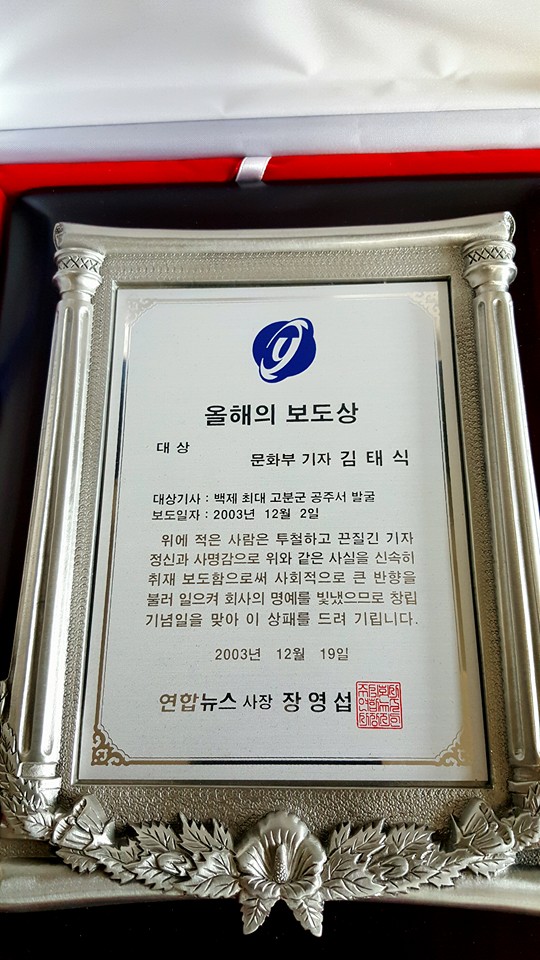 올해의 보도상
대 상
문화부 기자 김 태 식
대상기사 : 백제 최대 고분군 공주서 발굴
보도일자 : 2003년 12월 2일
위에 적은 사람은 투철하고 끈질긴 기자
정신과 사명감으로 위와 같은 사실을 신속히
취재 보도함으로써 사회적으로 큰 반향을
불러 일으켜 회사의 명예를 빛냈으므로 창립
기념일을 맞아 이 상패를 드려 기립니다.
2003년 12월 19일
연합뉴스 사장 장 영 섭